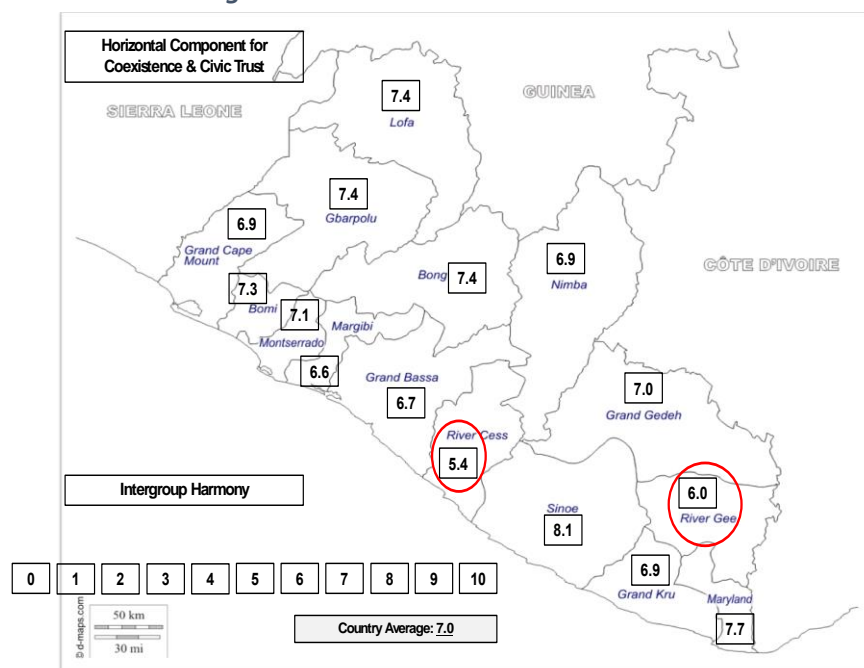 Horizontal Component for
Coexistence & Civic Trust
SIERRA LEONE
GUINEA
CÔTE D'IVOIRE
7.4
Lofa
7.4
Gbarpolu
6.9
Grand Cape
Mount
7.3
Bomi
7.1
Montserrado
Margibi
6.6
Bong
7.4
6.9
Nimba
Grand Bassa
6.7
River Cess
5.4
7.0
Grand Gedeh
6.0
River Gee
Sinoe
8.1
6.9
Grand Kru
Maryland
7.7
Intergroup Harmony
0 1 2 3 4 5 6 7 8 9 10
50 km
30 mi
© d-maps.com
Country Average: 7.0